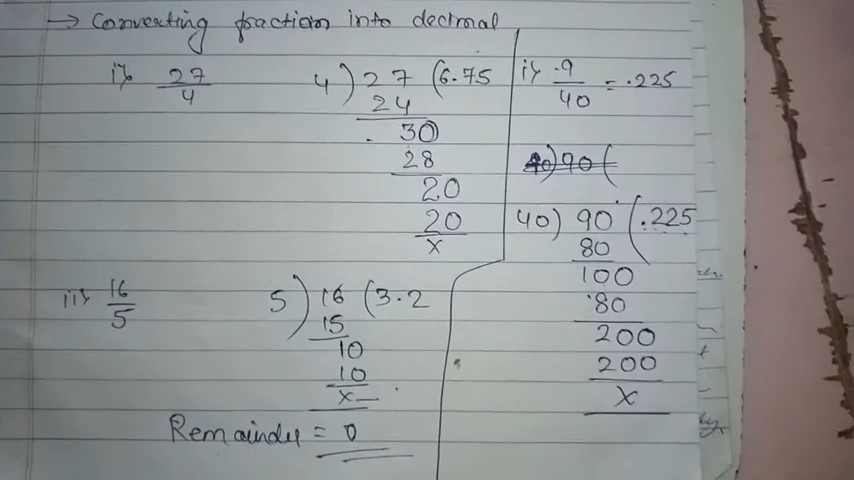 → Converting fraction into decimal
i} 27/4
4) 27 (6.75
24
. 30
28
20
20
x
ii} 16/5
5) 16 (3.2
15
10
10
x
Remainder = 0
i} .9/40 = .225
40) 90 (
40) 90 (.225
80
100
80
200
200
x